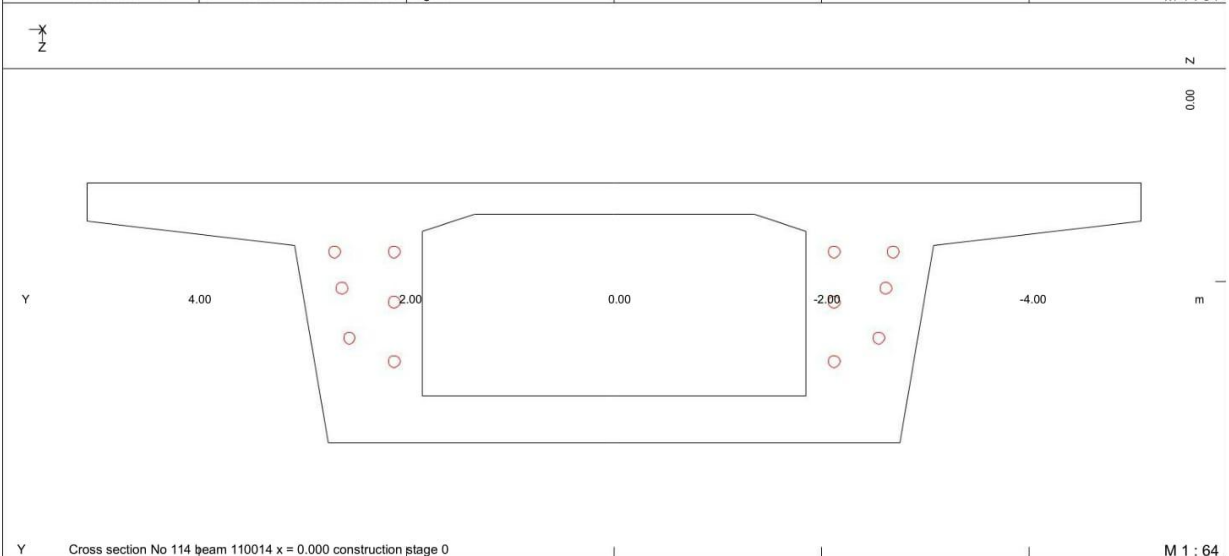 X
Z
Z
0.00
Y 4.00 2.00 0.00 -2.00 -4.00 m
Y Cross section No 114 beam 110014 x = 0.000 construction stage 0 M 1 : 64